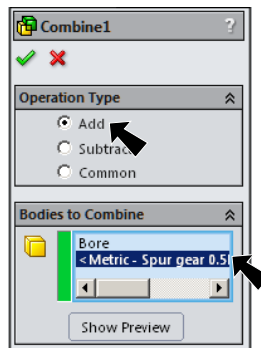 Combine1 ?
Operation Type
Add
Subtract
Common
Bodies to Combine
Bore
<Metric - Spur gear 0.5
Show Preview